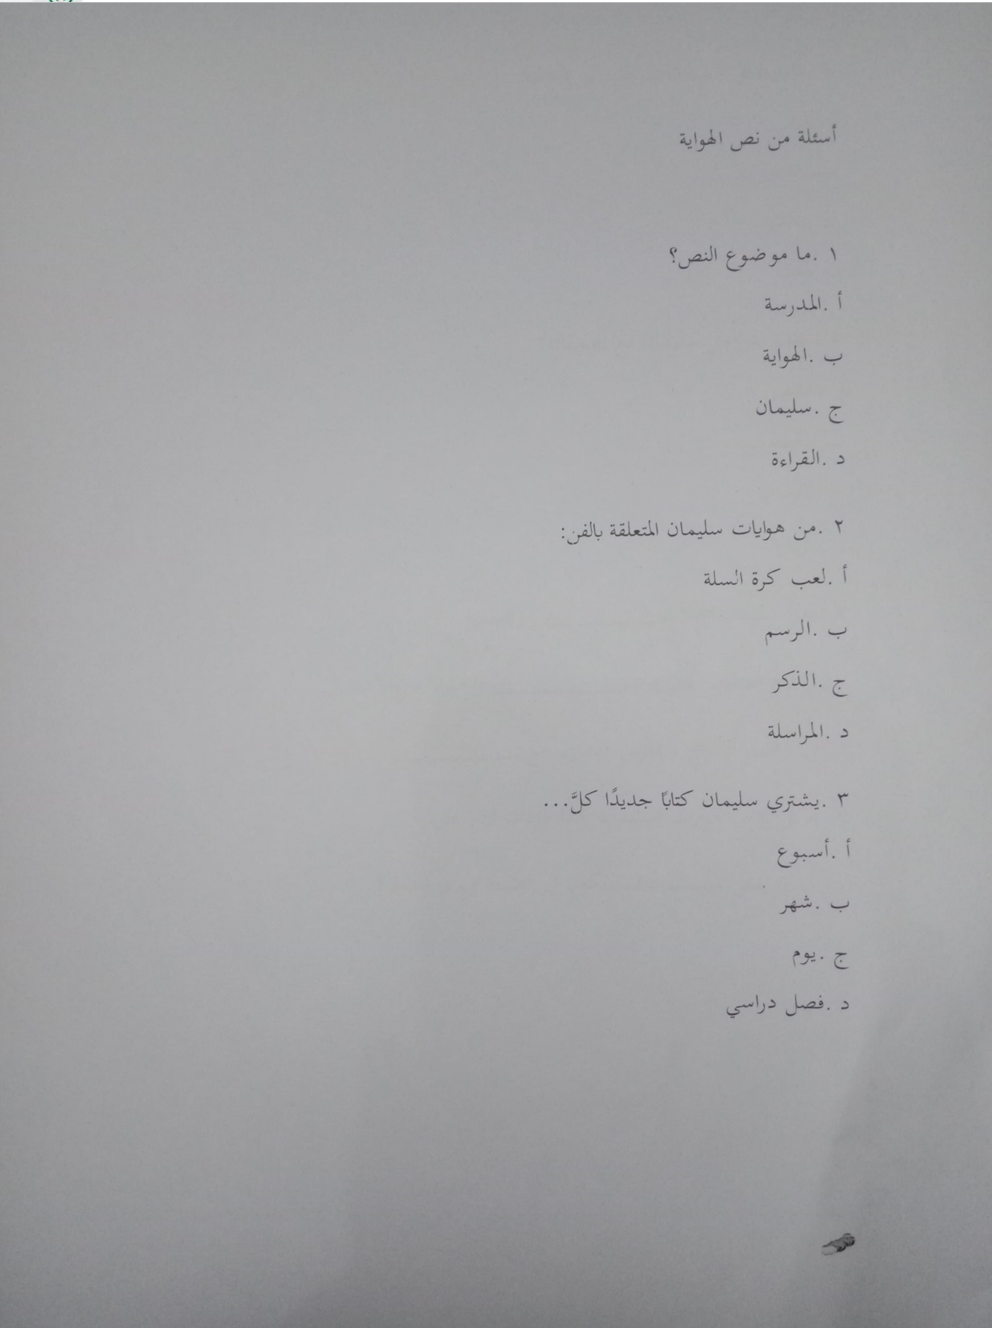 أسئلة من نص الهواية
١ .ما موضوع النص؟
أ .المدرسة
ب .الهواية
ج .سليمان
د .القراءة
٢ .من هوايات سليمان المتعلقة بالفن:
أ .لعب كرة السلة
ب .الرسم
ج .الذكر
د .المراسلة
٣ .يشتري سليمان كتابًا جديدًا كلَّ...
أ .أسبوع
ب .شهر
ج .يوم
د .فصل دراسي